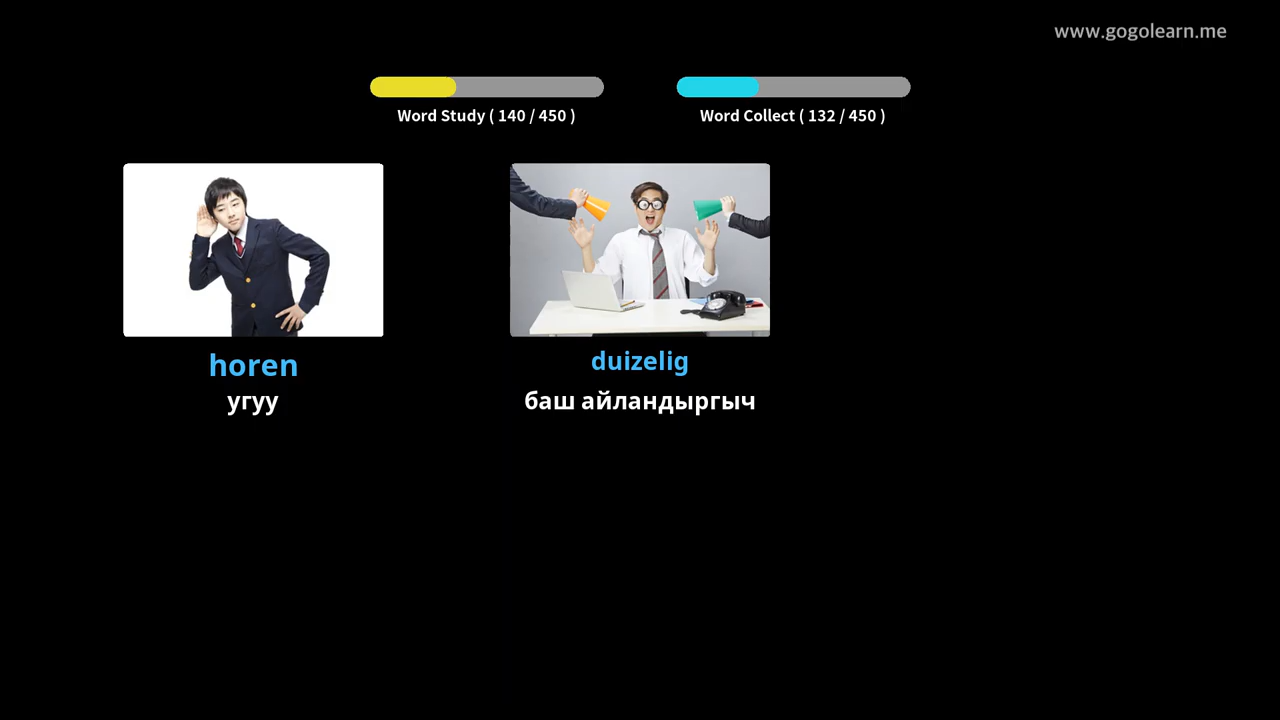 www.gogolearn.me
Word Study ( 140 / 450 )
Word Collect ( 132 / 450 )
horen
угуу
duizelig
баш айландыргыч